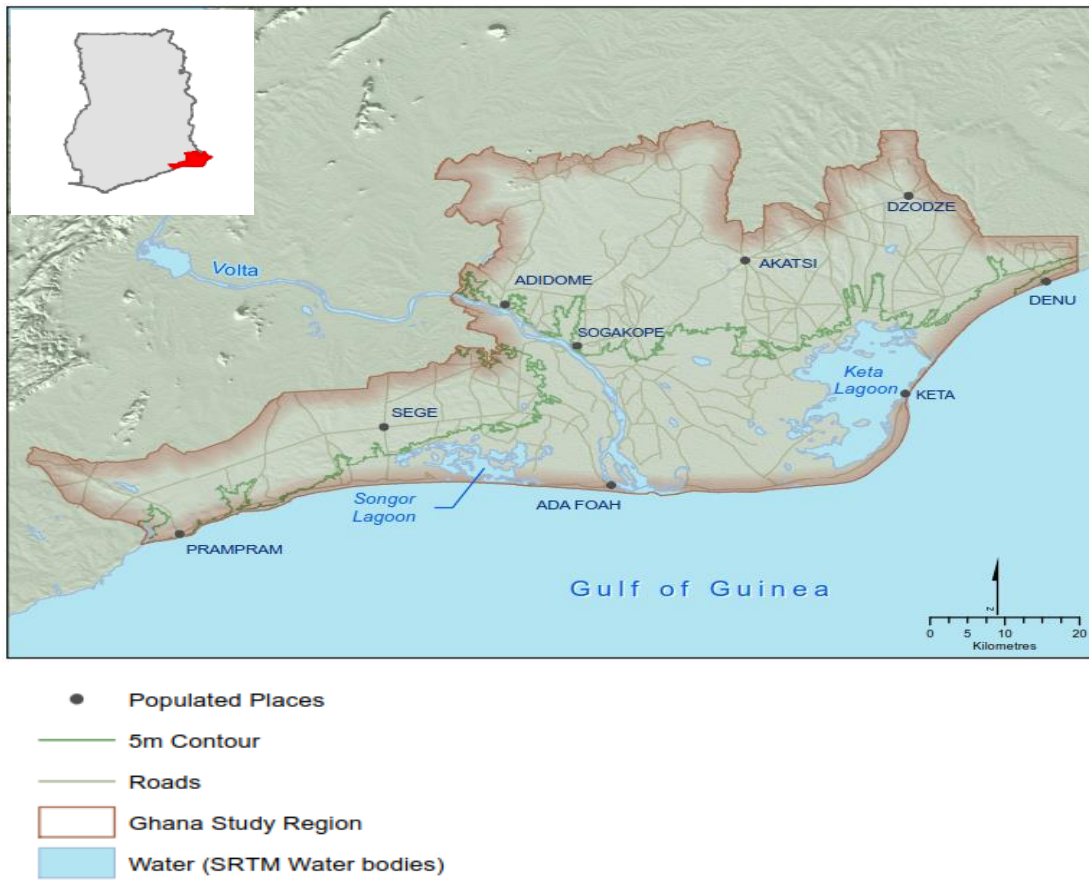 DZODZE
AKATSI
Volta
ADIDOME
DENU
SOGAKOPE
Keta
Lagoon
KETA
SEGE
Songor
Lagoon
ADA FOAH
PRAMPRAM
Gulf of Guinea
N
0 5 10 20
Kilometres
Populated Places
5m Contour
Roads
Ghana Study Region
Water (SRTM Water bodies)